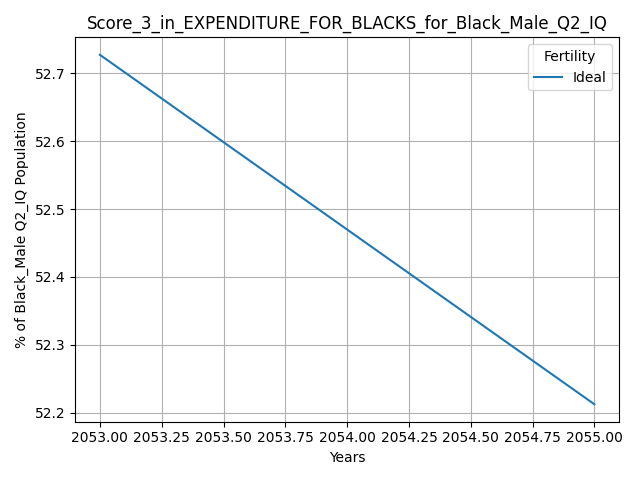 Score_3_in_EXPENDITURE_FOR_BLACKS_for_Black_Male_Q2_IQ
Fertility
Ideal
% of Black_Male Q2_IQ Population
52.7
52.6
52.5
52.4
52.3
52.2
2053.00 2053.25 2053.50 2053.75 2054.00 2054.25 2054.50 2054.75 2055.00
Years